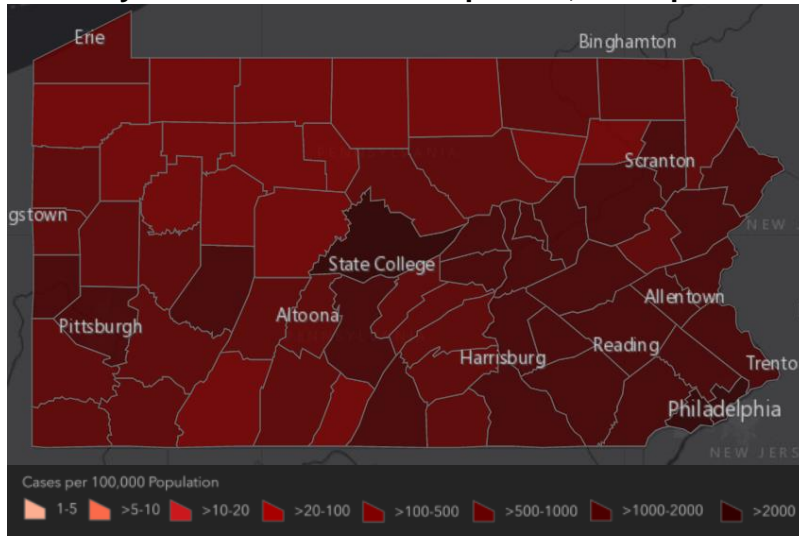 Erie
Binghamton
Scranton
gstown
NEW J
State College
Allentown
Pittsburgh
Altoona
Harrisburg
Reading
Trento
Philadelphia
NEW JERS
Cases per 100,000 Population
1-5 >5-10 >10-20 >20-100 >100-500 >500-1000 >1000-2000 >2000